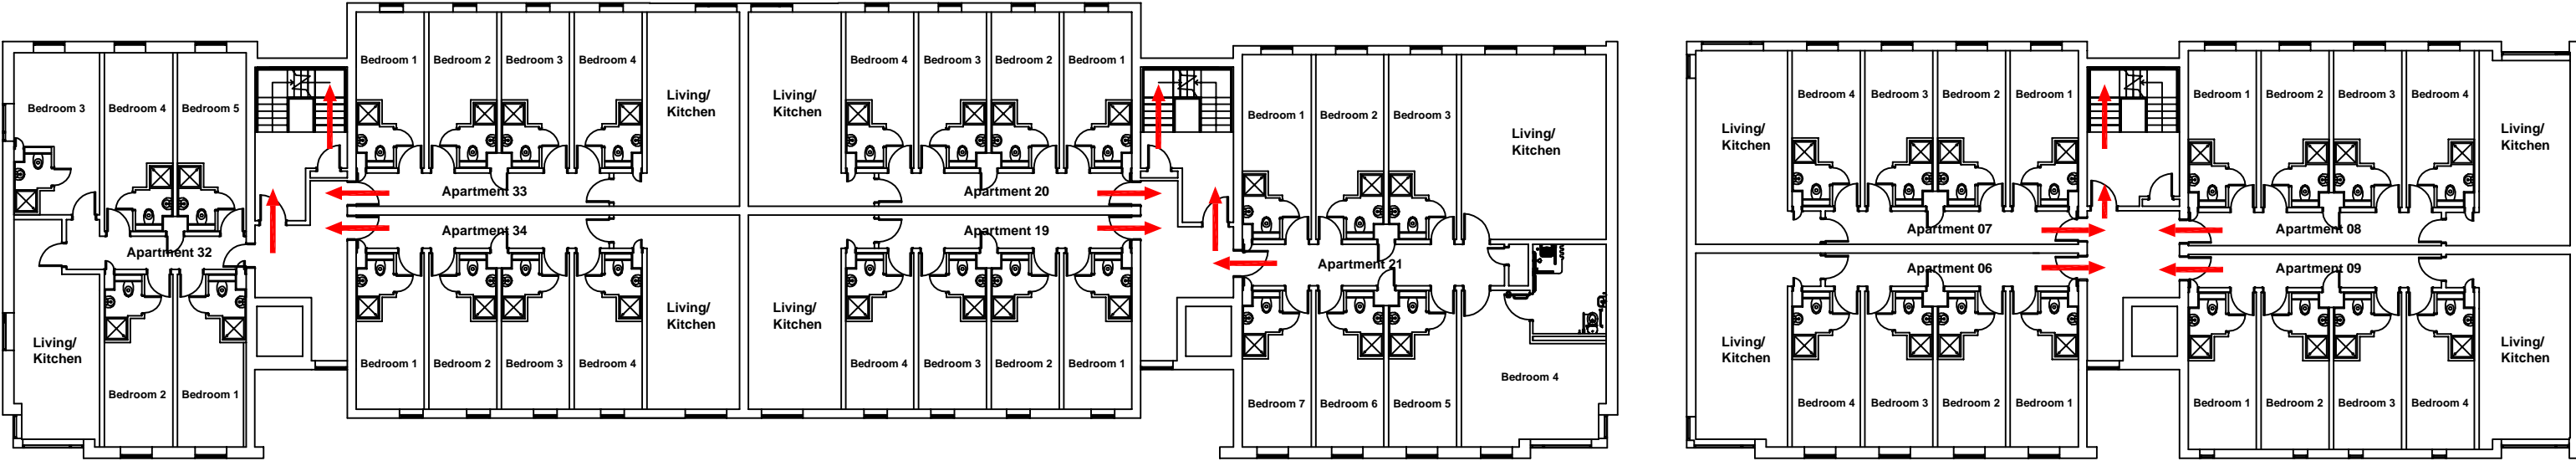 Bedroom 1
Bedroom 2
Bedroom 3
Bedroom 4
Living/
Kitchen
Living/
Kitchen
Bedroom 4
Bedroom 3
Bedroom 2
Bedroom 1
Bedroom 3
Bedroom 4
Bedroom 5
Bedroom 1
Bedroom 2
Bedroom 3
Living/
Kitchen
Apartment 33
Apartment 20
Apartment 34
Apartment 19
Apartment 32
Apartment 21
Living/
Kitchen
Living/
Kitchen
Living/
Kitchen
Bedroom 1
Bedroom 2
Bedroom 3
Bedroom 4
Bedroom 4
Bedroom 3
Bedroom 2
Bedroom 1
Bedroom 4
Bedroom 2
Bedroom 1
Bedroom 7
Bedroom 6
Bedroom 5
Living/
Kitchen
Bedroom 4
Bedroom 3
Bedroom 2
Bedroom 1
Bedroom 1
Bedroom 2
Bedroom 3
Bedroom 4
Living/
Kitchen
Apartment 07
Apartment 08
Apartment 06
Apartment 09
Living/
Kitchen
Living/
Kitchen
Bedroom 4
Bedroom 3
Bedroom 2
Bedroom 1
Bedroom 1
Bedroom 2
Bedroom 3
Bedroom 4